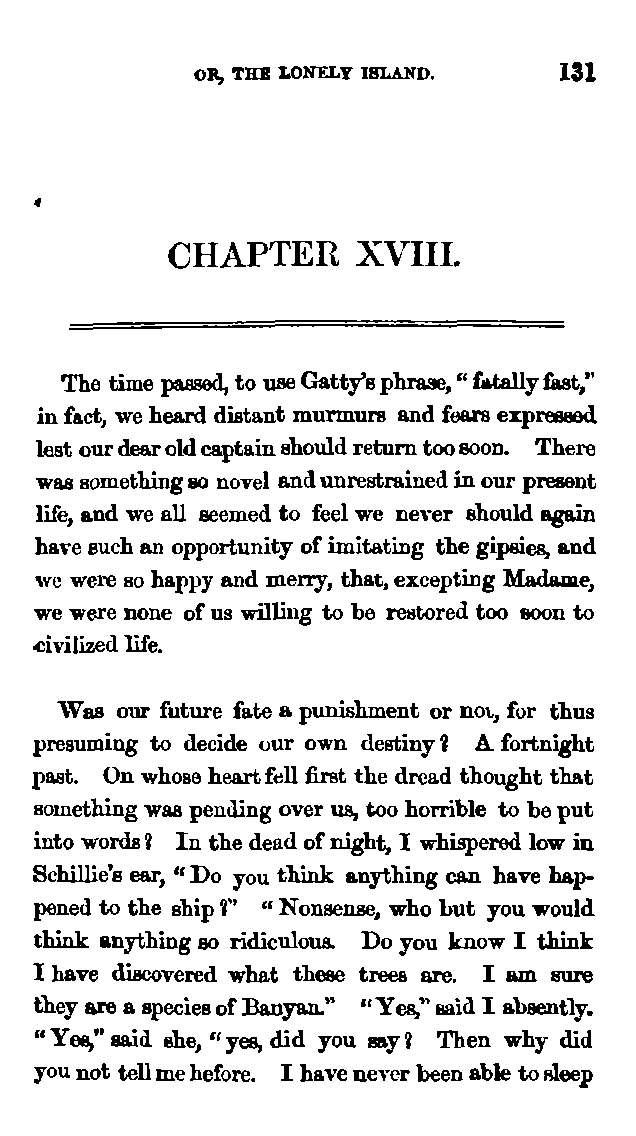 OR, THE LONELY ISLAND. 131
CHAPTER XVIII.
The time passed, to use Gatty's phrase, "fatally fast,"
in fact, we heard distant murmurs and fears expressed
lest our dear old captain should return too soon. There
was something so novel and unrestrained in our present
life, and we all seemed to feel we never should again
have such an opportunity of imitating the gipsies, and
we were so happy and merry, that, excepting Madame,
we were none of us willing to be restored too soon to
civilized life.
Was our future fate a punishment or not, for thus
presuming to decide our own destiny? A fortnight
past. On whose heart fell first the dread thought that
something was pending over us, too horrible to be put
into words? In the dead of night, I whispered low in
Schillie's ear, "Do you think anything can have hap-
pened to the ship?" "Nonsense, who but you would
think anything so ridiculous. Do you know I think
I have discovered what these trees are. I am sure
they are a species of Banyan." "Yes," said I absently.
"Yes," said she, "yes, did you say? Then why did
you not tell me before. I have never been able to sleep